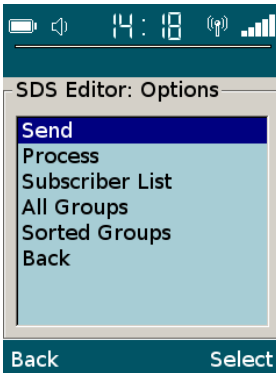 14:18
SDS Editor: Options
Send
Process
Subscriber List
All Groups
Sorted Groups
Back
Back Select